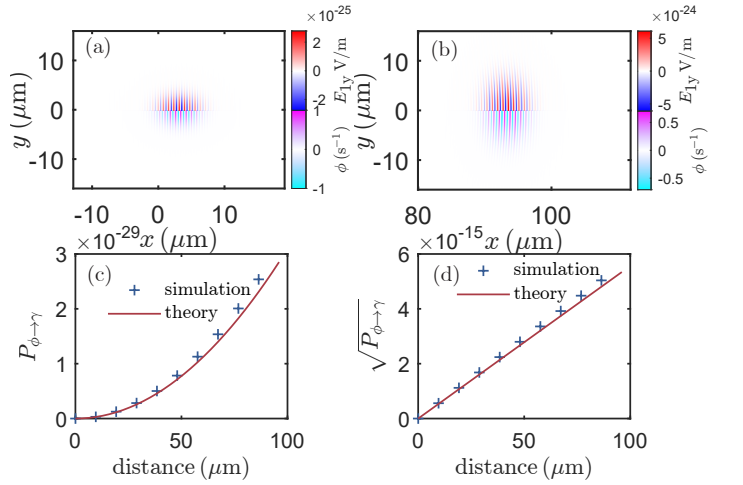 ×10⁻²⁵
×10⁻²⁴
(a)
10
0
-10
y (μm)
2
0
-2
E₁y V/m
1
0
-1
ϕ (s⁻¹)
-10
0
10
x (μm)
(b)
10
0
-10
y (μm)
5
0
-5
E₁y V/m
0.5
0
-0.5
ϕ (s⁻¹)
80
100
x (μm)
×10⁻²⁹
(c)
simulation
theory
3
2
1
0
P_{ϕ→γ}
0
50
100
distance (μm)
×10⁻¹⁵
(d)
simulation
theory
6
4
2
0
√P_{ϕ→γ}
0
50
100
distance (μm)